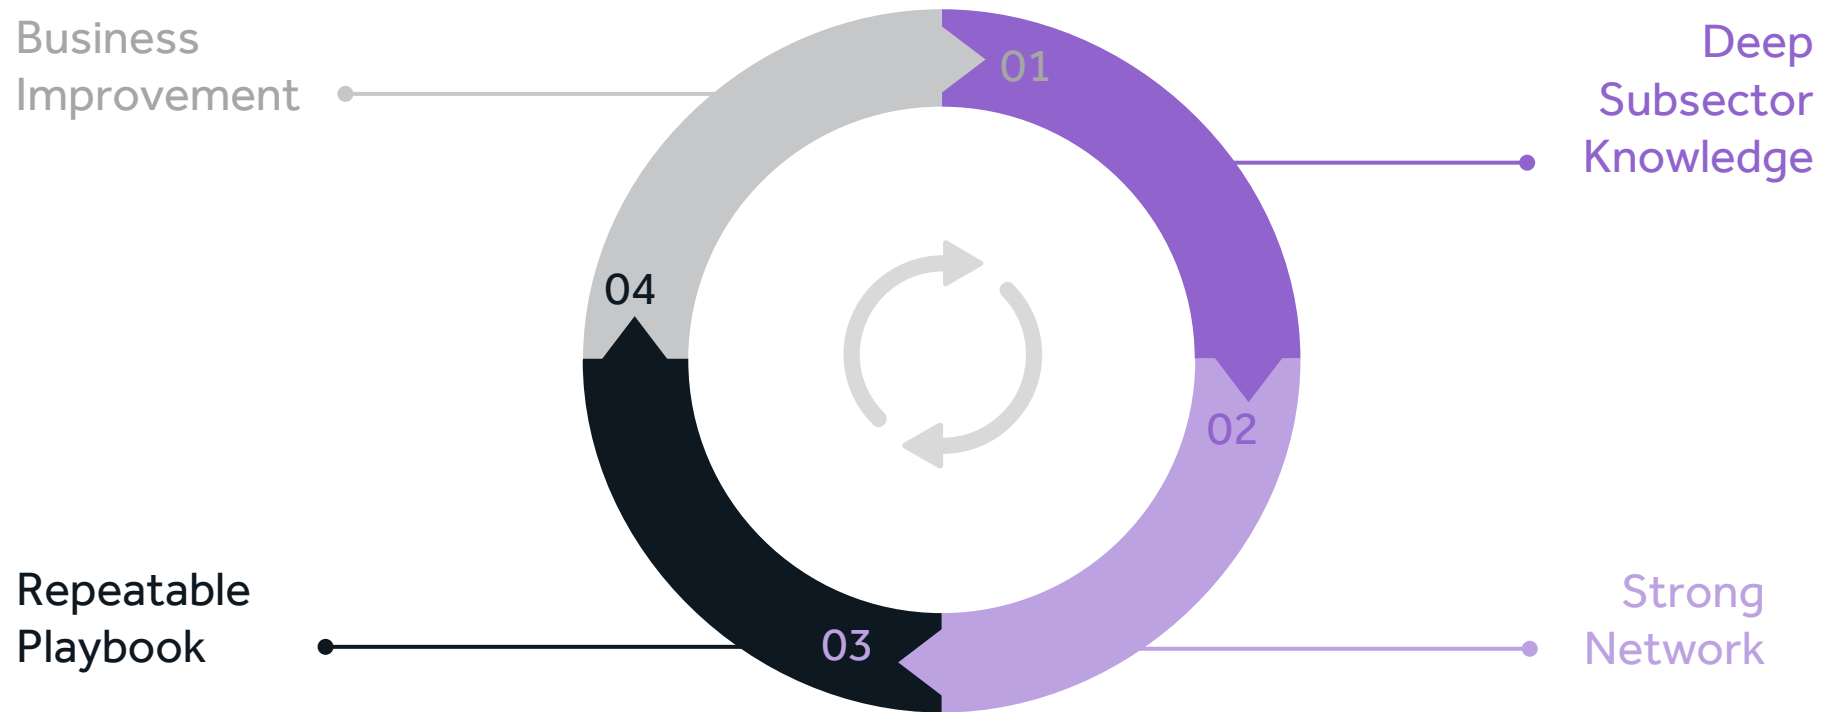 Business
Improvement
01
Deep
Subsector
Knowledge
04
02
Repeatable
Playbook
03
Strong
Network